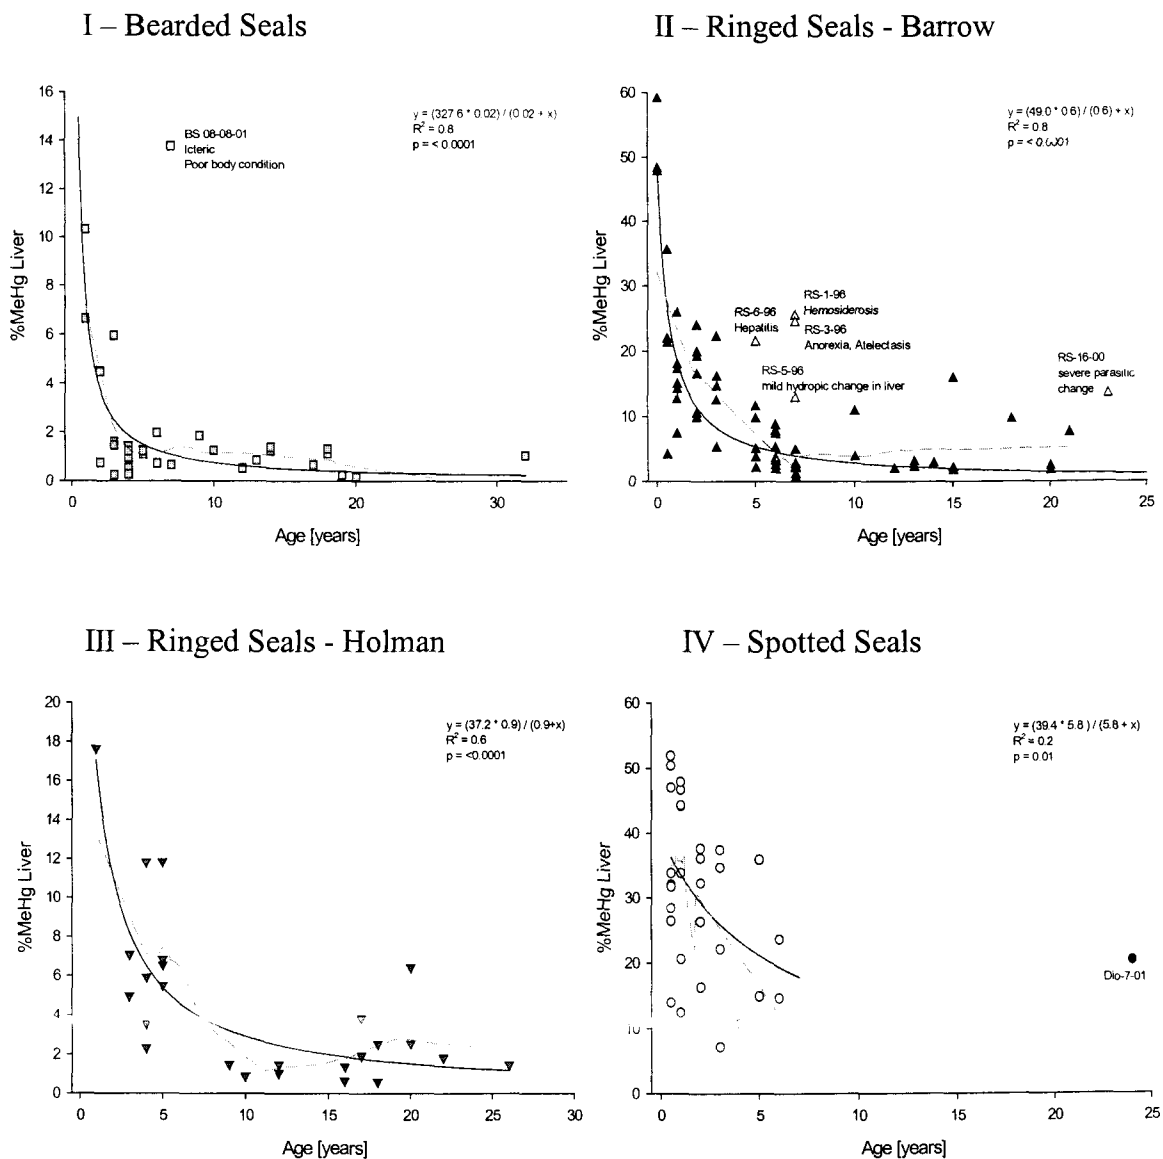 I – Bearded Seals
16
14
12
10
8
6
4
2
0
%MeHg Liver
BS 08-08-01
Icteric
Poor body condition
y = (327.6 * 0.02) / (0.02 + x)
R² = 0.8
p = < 0.0001
0 10 20 30
Age [years]
II – Ringed Seals - Barrow
60
50
40
30
20
10
0
%MeHg Liver
y = (49.0 * 0.6) / (0.6) + x)
R² = 0.8
p = < 0.0001
RS-1-96
Hemosiderosis
RS-6-96
Hepatitis
RS-3-96
Anorexia, Atelectasis
RS-5-96
mild hydropic change in liver
RS-16-00
severe parasitic
change
0 5 10 15 20 25
Age [years]
III – Ringed Seals - Holman
20
18
16
14
12
10
8
6
4
2
0
%MeHg Liver
y = (37.2 * 0.9) / (0.9+x)
R² = 0.6
p = <0.0001
0 5 10 15 20 25 30
Age [years]
IV – Spotted Seals
60
50
40
30
20
10
0
%MeHg Liver
y = (39.4 * 5.8) / (5.8 + x)
R² = 0.2
p = 0.01
Dio-7-01
0 5 10 15 20 25
Age [years]